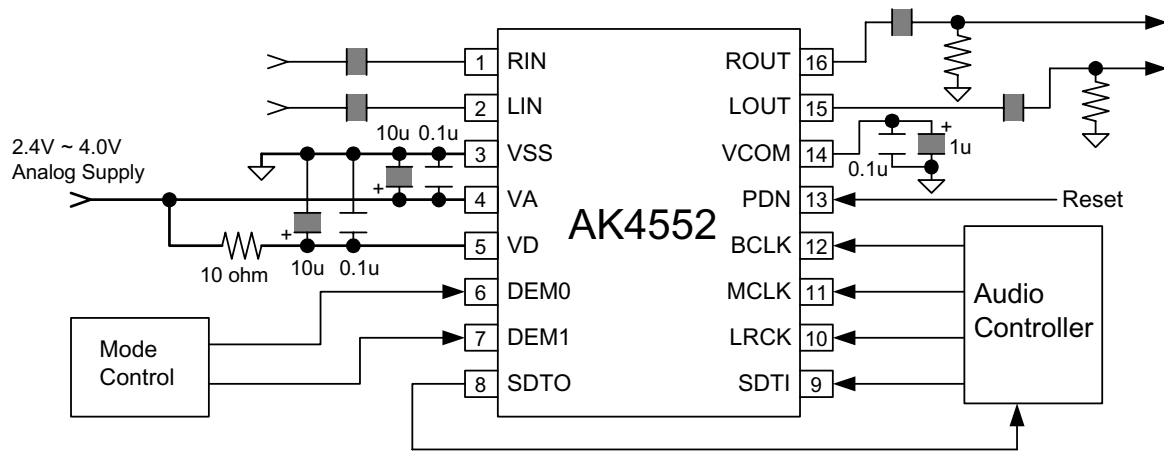 1 RIN
2 LIN
3 VSS
4 VA
5 VD
6 DEM0
7 DEM1
8 SDTO
ROUT 16
LOUT 15
VCOM 14
PDN 13
BCLK 12
MCLK 11
LRCK 10
SDTI 9
AK4552
2.4V ~ 4.0V
Analog Supply
10u 0.1u
+
+
10 ohm
10u 0.1u
Mode
Control
0.1u
+
1u
Reset
Audio
Controller